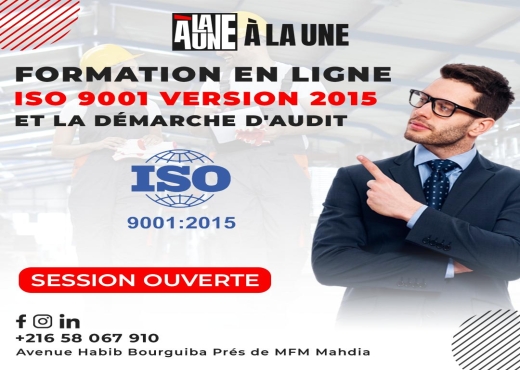 À LA UNE À LA UNE
FORMATION EN LIGNE
ISO 9001 VERSION 2015
ET LA DÉMARCHE D'AUDIT
ISO
9001:2015
SESSION OUVERTE
+216 58 067 910
Avenue Habib Bourguiba Prés de MFM Mahdia